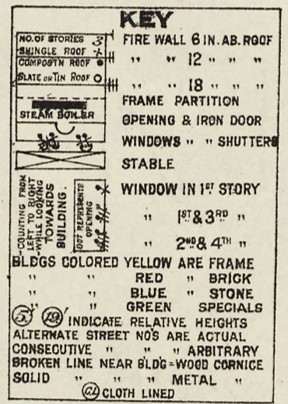 KEY
NO. OF STORIES 3
SHINGLE ROOF X
COMPOSTN ROOF
SLATE OR TIN ROOF O
STEAM BOILER
FIRE WALL 6 IN. AB. ROOF
" " 12 " " "
" " 18 " " "
FRAME PARTITION
OPENING & IRON DOOR
WINDOWS " " SHUTTERS
STABLE
COUNTING FROM
LEFT TO RIGHT
WHILE LOOKING
TOWARDS
BUILDING.
DOT REPRESENTS
OPENING
WINDOW IN 1ST STORY
" 1ST & 3RD "
" 2ND & 4TH "
BLDGS COLORED YELLOW ARE FRAME
" " RED " BRICK
" " BLUE " STONE
" " GREEN " SPECIALS
INDICATE RELATIVE HEIGHTS
ALTERNATE STREET NO'S ARE ACTUAL
CONSECUTIVE " " ARBITRARY
BROKEN LINE NEAR BLDG=WOOD CORNICE
SOLID " " " METAL "
CL CLOTH LINED